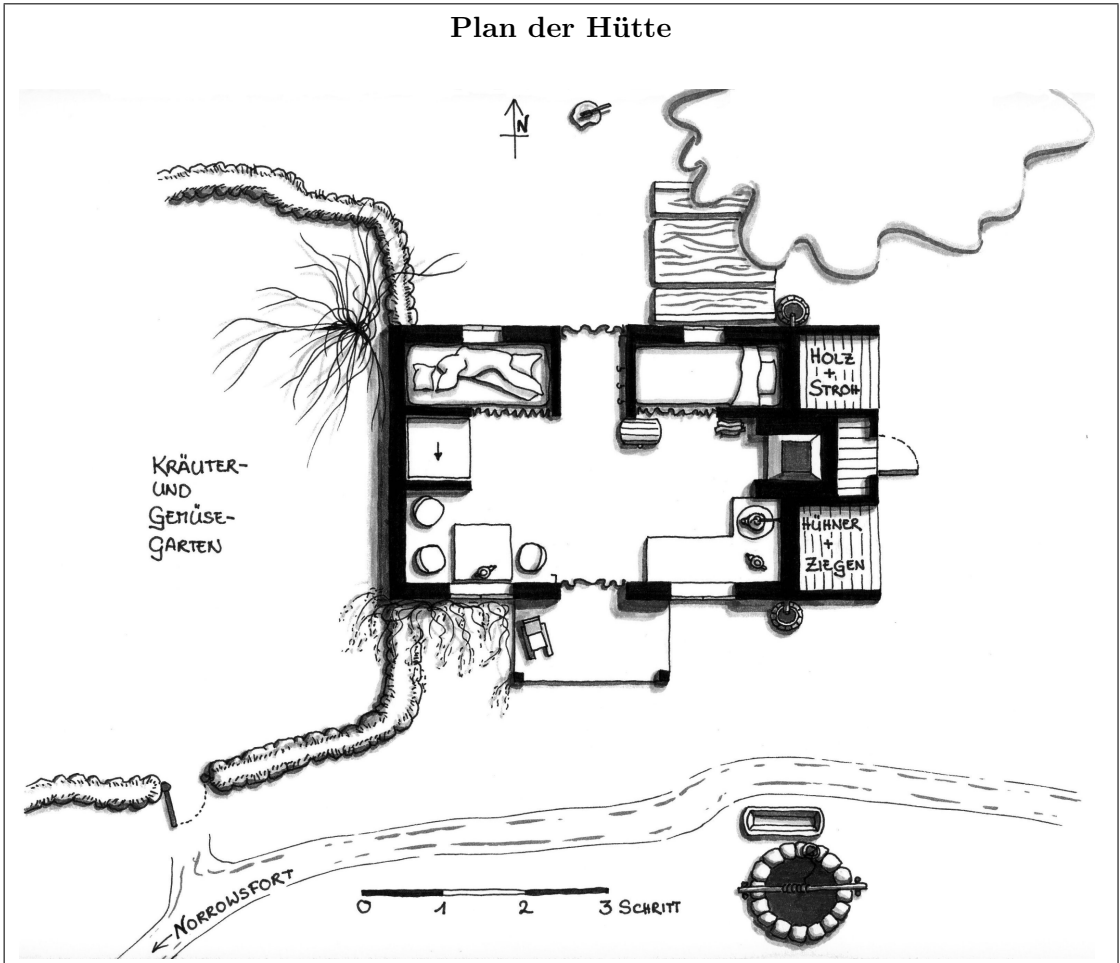 Plan der Hütte
N
HOLZ
+
STROH
KRÄUTER-
UND
GEMÜSE-
GARTEN
HÜHNER
+
ZIEGEN
NORROWSFORT
0 1 2 3 SCHRITT